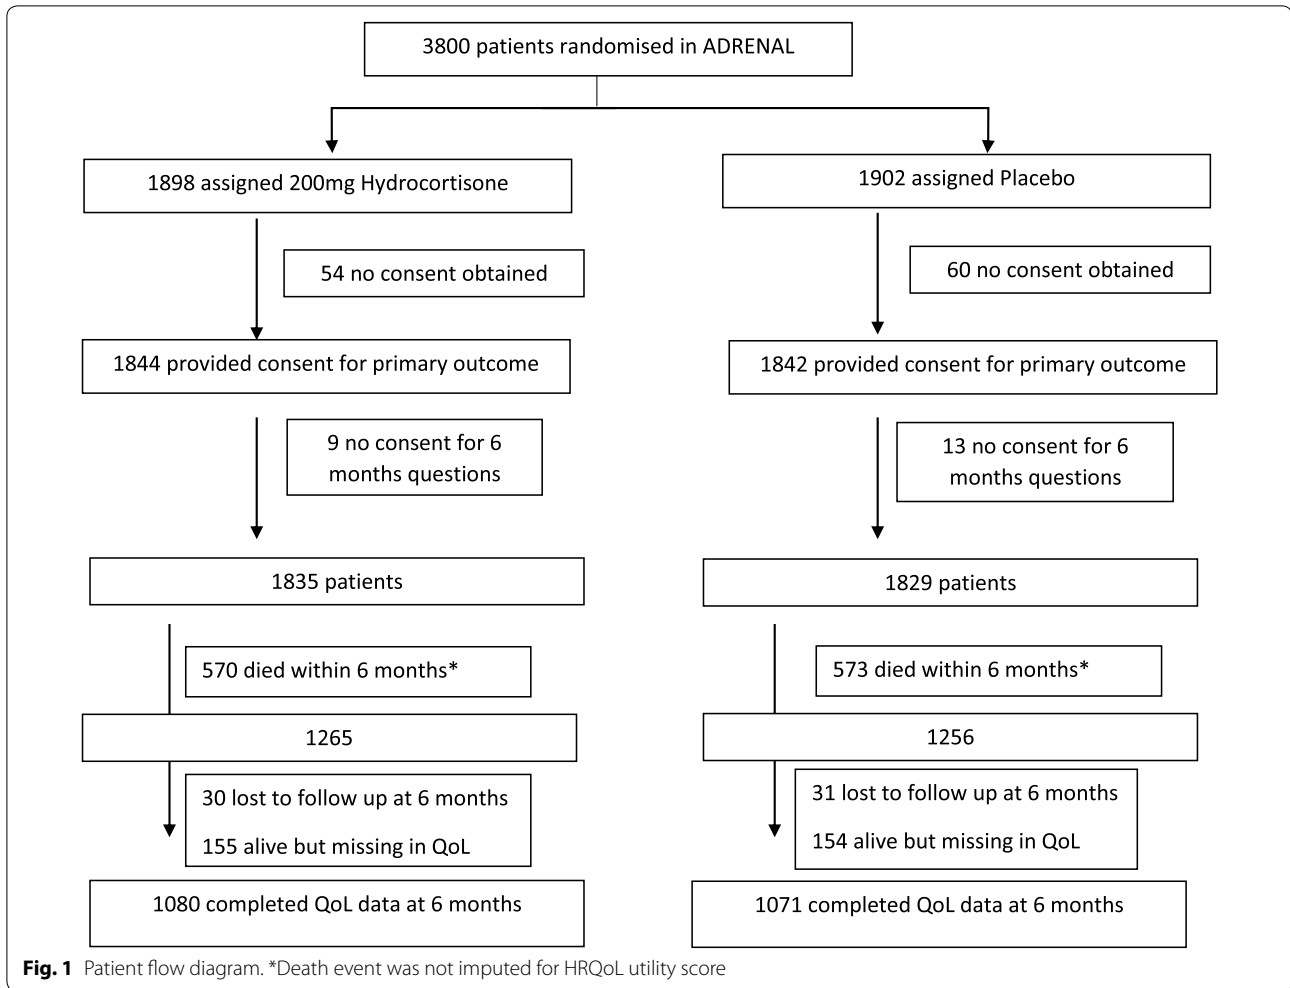 3800 patients randomised in ADRENAL
1898 assigned 200mg Hydrocortisone
1902 assigned Placebo
54 no consent obtained
60 no consent obtained
1844 provided consent for primary outcome
1842 provided consent for primary outcome
9 no consent for 6
months questions
13 no consent for 6
months questions
1835 patients
1829 patients
570 died within 6 months*
573 died within 6 months*
1265
1256
30 lost to follow up at 6 months
155 alive but missing in QoL
31 lost to follow up at 6 months
154 alive but missing in QoL
1080 completed QoL data at 6 months
1071 completed QoL data at 6 months
Fig. 1 Patient flow diagram. *Death event was not imputed for HRQoL utility score